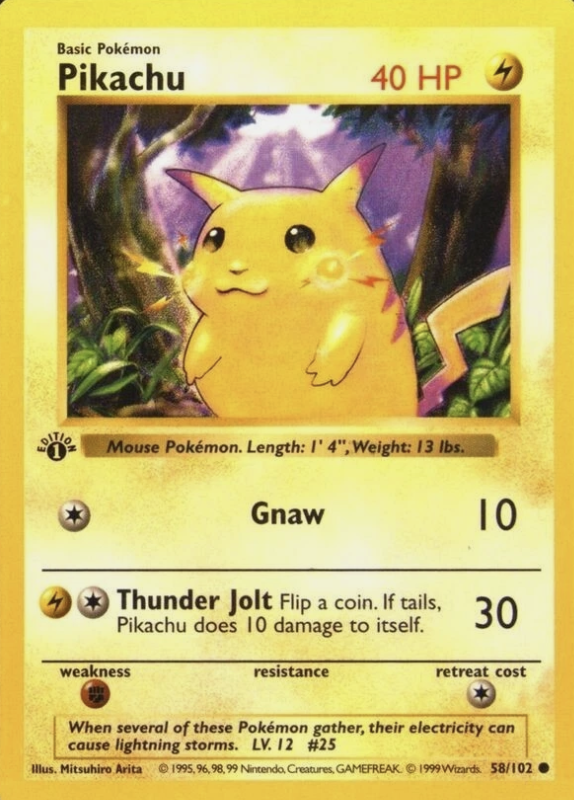 Basic Pokémon
Pikachu 40 HP
EDITION 1
Mouse Pokémon. Length: 1' 4", Weight: 13 lbs.
Gnaw 10
Thunder Jolt Flip a coin. If tails,
Pikachu does 10 damage to itself. 30
weakness resistance retreat cost
When several of these Pokémon gather, their electricity can
cause lightning storms. LV. 12 #25
Illus. Mitsuhiro Arita © 1995, 96, 98, 99 Nintendo, Creatures, GAMEFREAK. © 1999 Wizards. 58/102